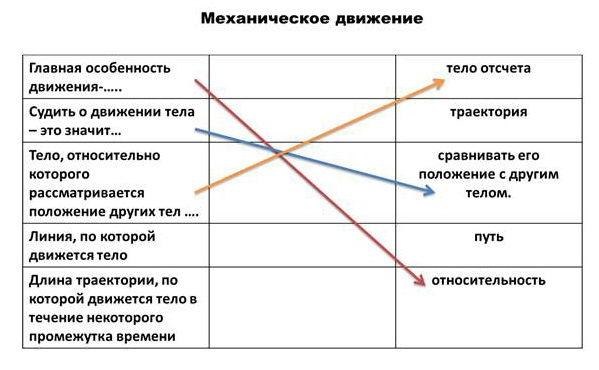 Механическое движение
Главная особенность
движения-…..
тело отсчета
Судить о движении тела
– это значит…
траектория
Тело, относительно
которого
рассматривается
положение других тел ….
сравнивать его
положение с другим
телом.
Линия, по которой
движется тело
путь
Длина траектории, по
которой движется тело в
течение некоторого
промежутка времени
относительность